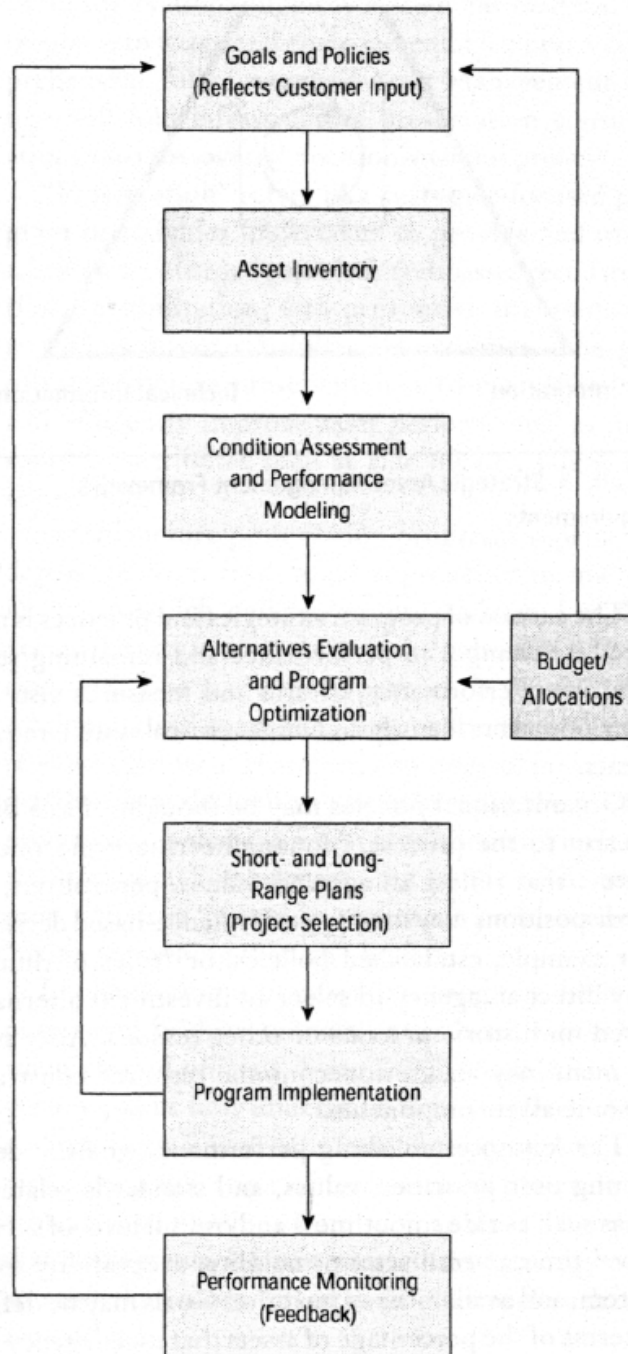 Goals and Policies
(Reflects Customer Input)
Asset Inventory
Condition Assessment
and Performance
Modeling
Alternatives Evaluation
and Program
Optimization
Budget/
Allocations
Short- and Long-
Range Plans
(Project Selection)
Program Implementation
Performance Monitoring
(Feedback)